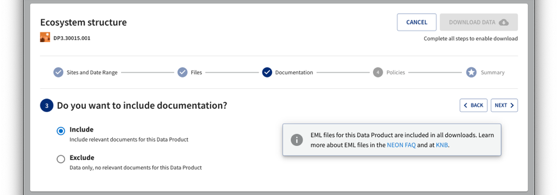 Ecosystem structure
DP3.30015.001
CANCEL
DOWNLOAD DATA
Complete all steps to enable download
Sites and Date Range
Files
Documentation
4
Policies
Summary
3
Do you want to include documentation?
BACK
NEXT
Include
Include relevant documents for this Data Product
EML files for this Data Product are included in all downloads. Learn
more about EML files in the NEON FAQ and at KNB.
Exclude
Data only, no relevant documents for this Data Product